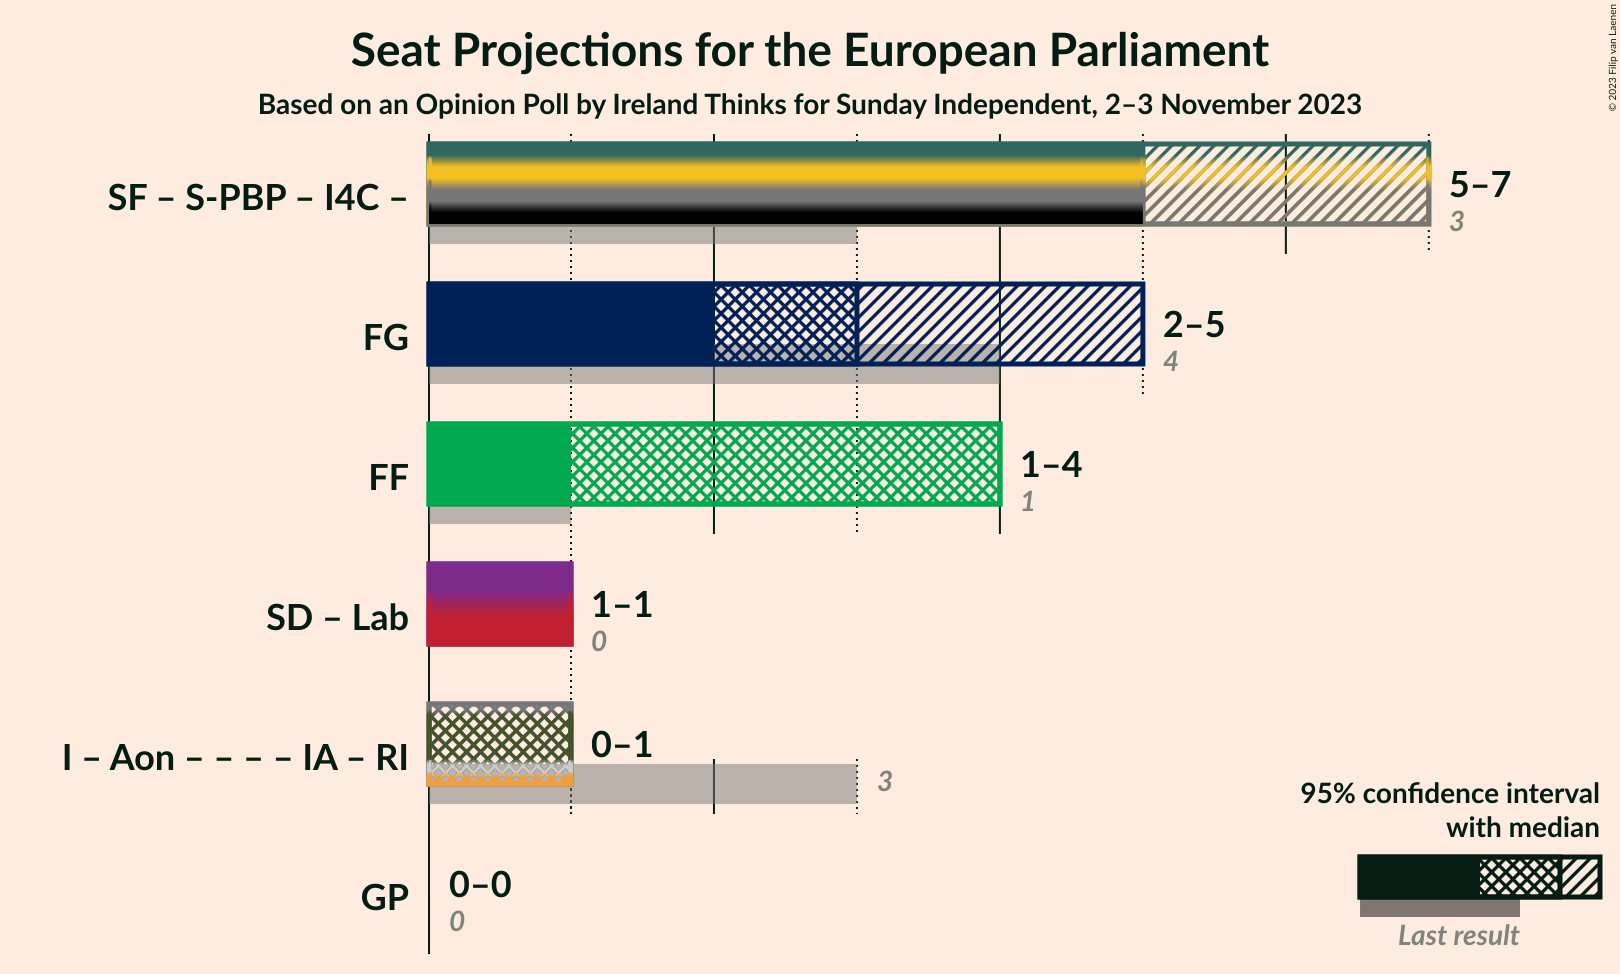 Seat Projections for the European Parliament
Based on an Opinion Poll by Ireland Thinks for Sunday Independent, 2–3 November 2023
© 2023 Filip van Laenen
SF – S-PBP – I4C –
5–7
3
FG
2–5
4
FF
1–4
1
SD – Lab
1–1
0
I – Aon – – – – IA – RI
0–1
3
GP
0–0
0
95% confidence interval
with median
Last result